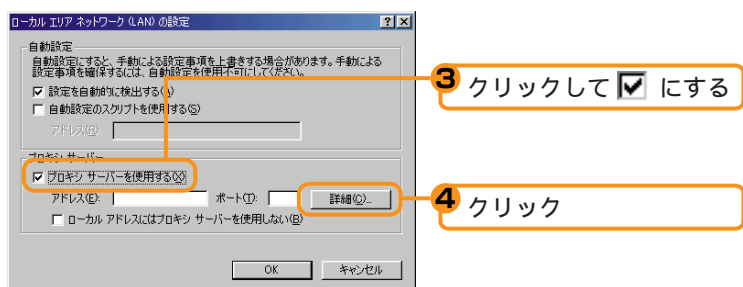 ローカル エリア ネットワーク (LAN) の設定
自動設定
自動設定にすると、手動による設定事項を上書きする場合があります。手動による
設定事項を確保するには、自動設定を使用不可にしてください。
設定を自動的に検出する(A)
自動設定のスクリプトを使用する(S)
アドレス(R):
プロキシ サーバー
プロキシ サーバーを使用する(X)
アドレス(E):
ポート(T):
詳細(C)...
ローカル アドレスにはプロキシ サーバーを使用しない(B)
OK
キャンセル
3 クリックして にする
4 クリック